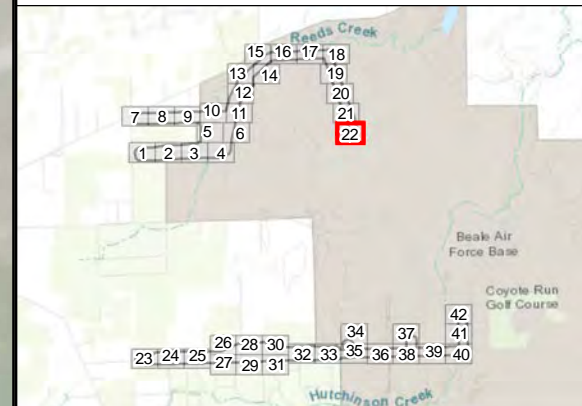 Reeds Creek
15 16 17 18
13 14 19
12 20
7 8 9 10 11 21
5 6 22
1 2 3 4
Beale Air
Force Base
Coyote Run
Golf Course
42
34 37 41
26 28 30
23 24 25 27 29 31 32 33 35 36 38 39 40
Hutchinson Creek